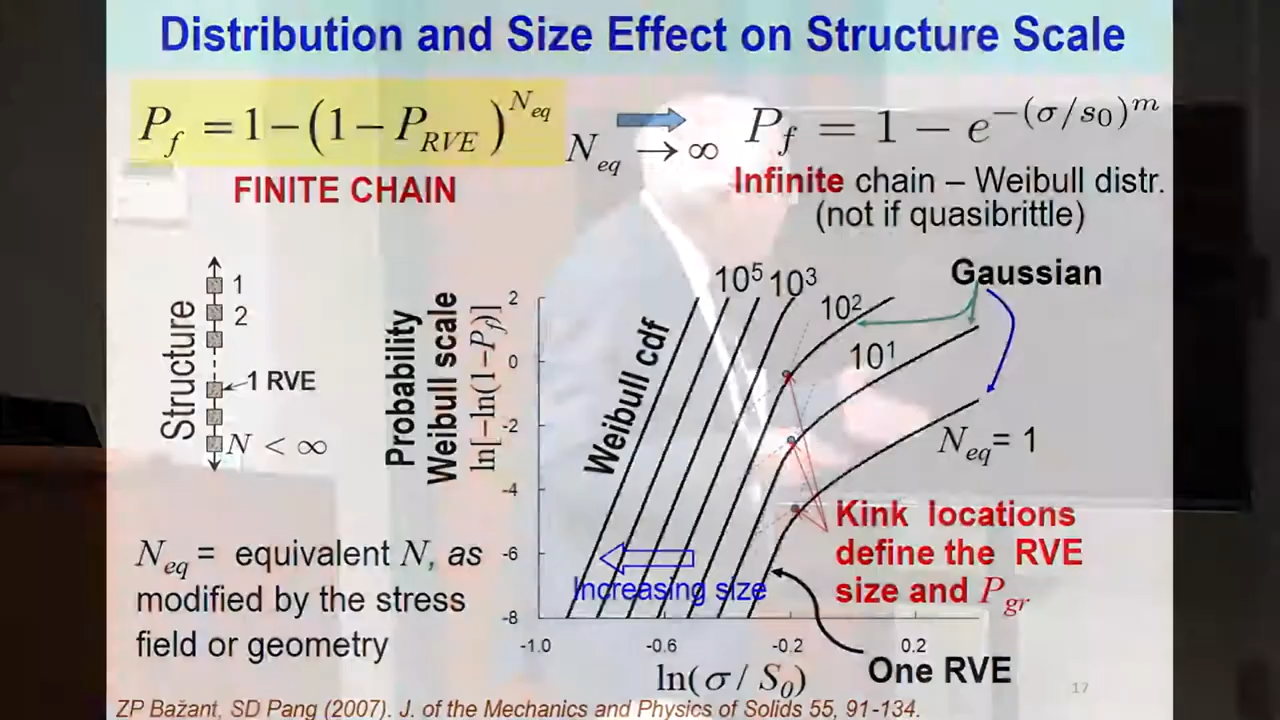 Distribution and Size Effect on Structure Scale
P_f = 1 − (1 − P_RVE)^N_eq
N_eq → ∞
P_f = 1 − e^−(σ/s_0)^m
FINITE CHAIN
Infinite chain – Weibull distr.
(not if quasibrittle)
Structure
1
2
1 RVE
N < ∞
Probability
Weibull scale
ln[−ln(1−P_f)]
2
0
-2
-4
-6
-8
Weibull cdf
10^5
10^3
10^2
10^1
N_eq = 1
Gaussian
Kink locations
define the RVE
size and P_gr
Increasing size
One RVE
-1.0
-0.6
-0.2
0.2
ln(σ / S_0)
N_eq = equivalent N, as
modified by the stress
field or geometry
17
ZP Bažant, SD Pang (2007). J. of the Mechanics and Physics of Solids 55, 91-134.